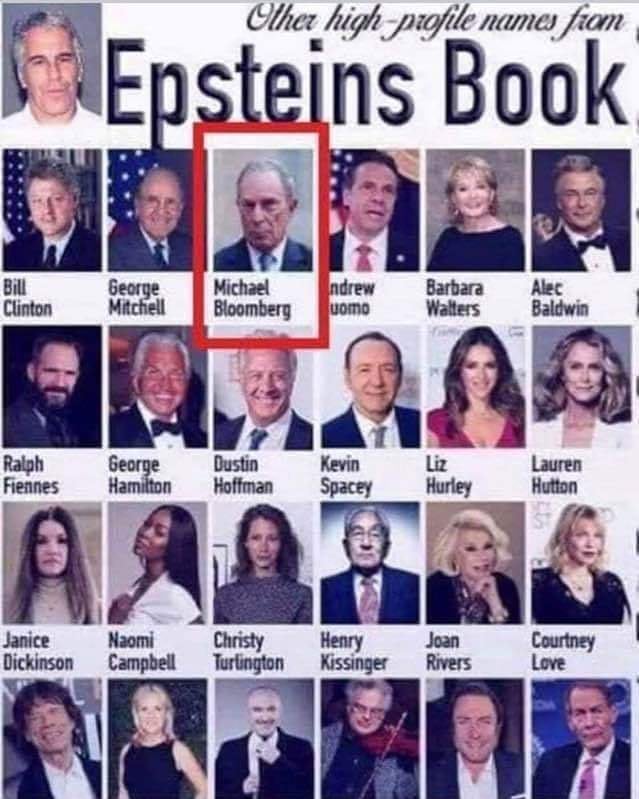 Other high-profile names from
Epsteins Book
Bill
Clinton
George
Mitchell
Michael
Bloomberg
ndrew
uomo
Barbara
Walters
Alec
Baldwin
Ralph
Fiennes
George
Hamilton
Dustin
Hoffman
Kevin
Spacey
Liz
Hurley
Lauren
Hutton
Janice
Dickinson
Naomi
Campbell
Christy
Turlington
Henry
Kissinger
Joan
Rivers
Courtney
Love